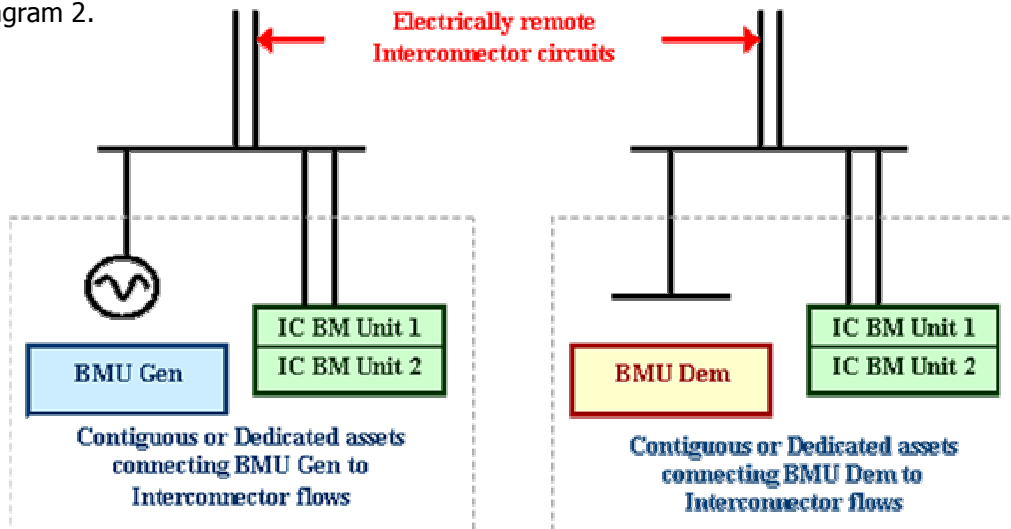 agram 2.
Electrically remote
Interconnector circuits
IC BM Unit 1
IC BM Unit 2
BMU Gen
Contiguous or Dedicated assets
connecting BMU Gen to
Interconnector flows
IC BM Unit 1
IC BM Unit 2
BMU Dem
Contiguous or Dedicated assets
connecting BMU Dem to
Interconnector flows